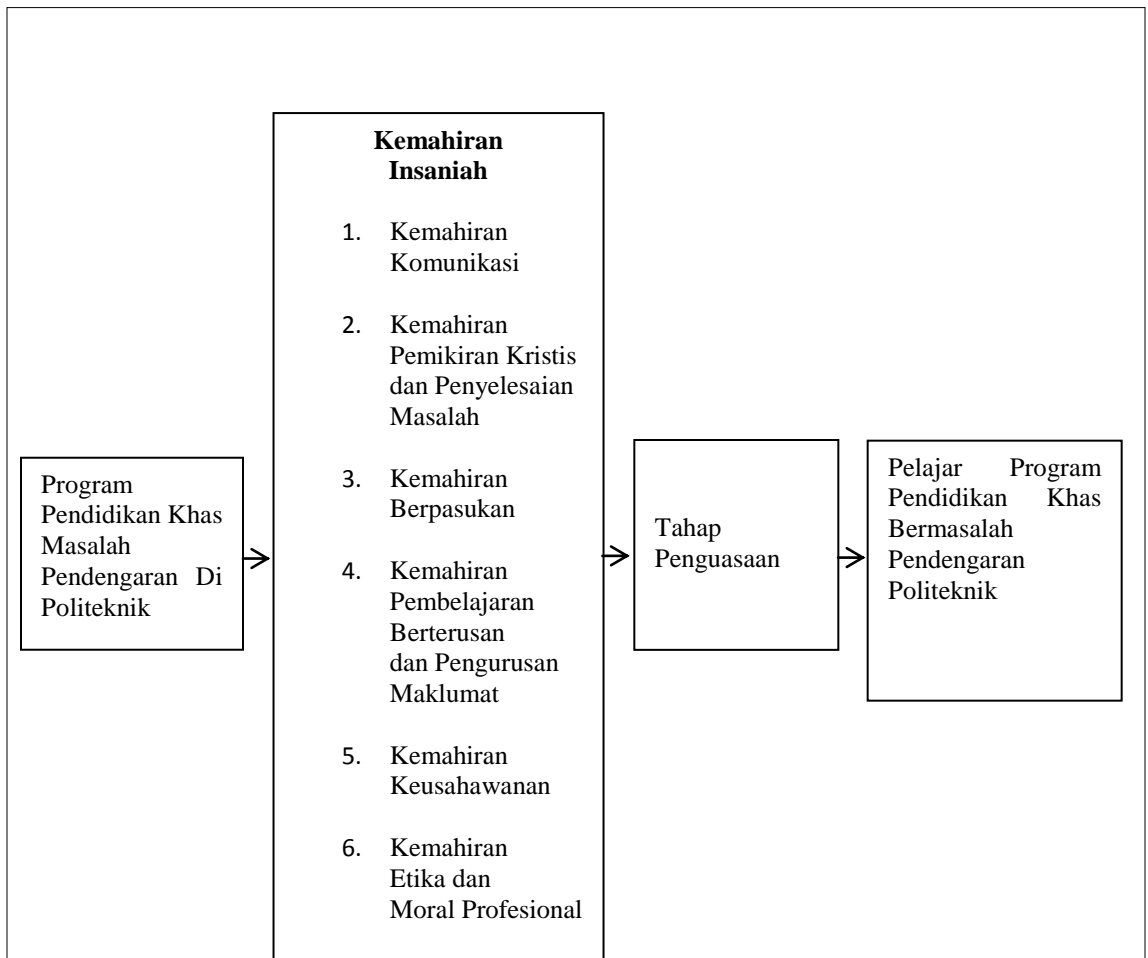 Program
Pendidikan Khas
Masalah
Pendengaran Di
Politeknik
Kemahiran
Insaniah
1. Kemahiran
Komunikasi
2. Kemahiran
Pemikiran Kristis
dan Penyelesaian
Masalah
3. Kemahiran
Berpasukan
4. Kemahiran
Pembelajaran
Berterusan
dan Pengurusan
Maklumat
5. Kemahiran
Keusahawanan
6. Kemahiran
Etika dan
Moral Profesional
Tahap
Penguasaan
Pelajar Program
Pendidikan Khas
Bermasalah
Pendengaran
Politeknik